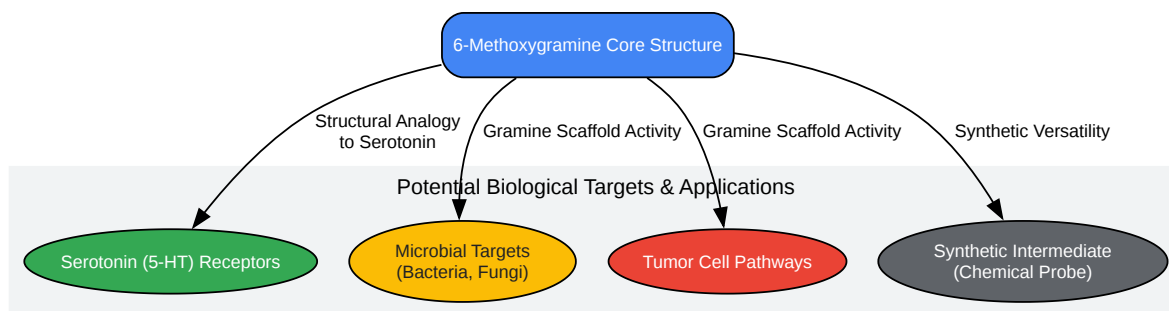 6-Methoxygramine Core Structure
Structural Analogy
to Serotonin
Gramine Scaffold Activity
Gramine Scaffold Activity
Synthetic Versatility
Potential Biological Targets & Applications
Serotonin (5-HT) Receptors
Microbial Targets
(Bacteria, Fungi)
Tumor Cell Pathways
Synthetic Intermediate
(Chemical Probe)